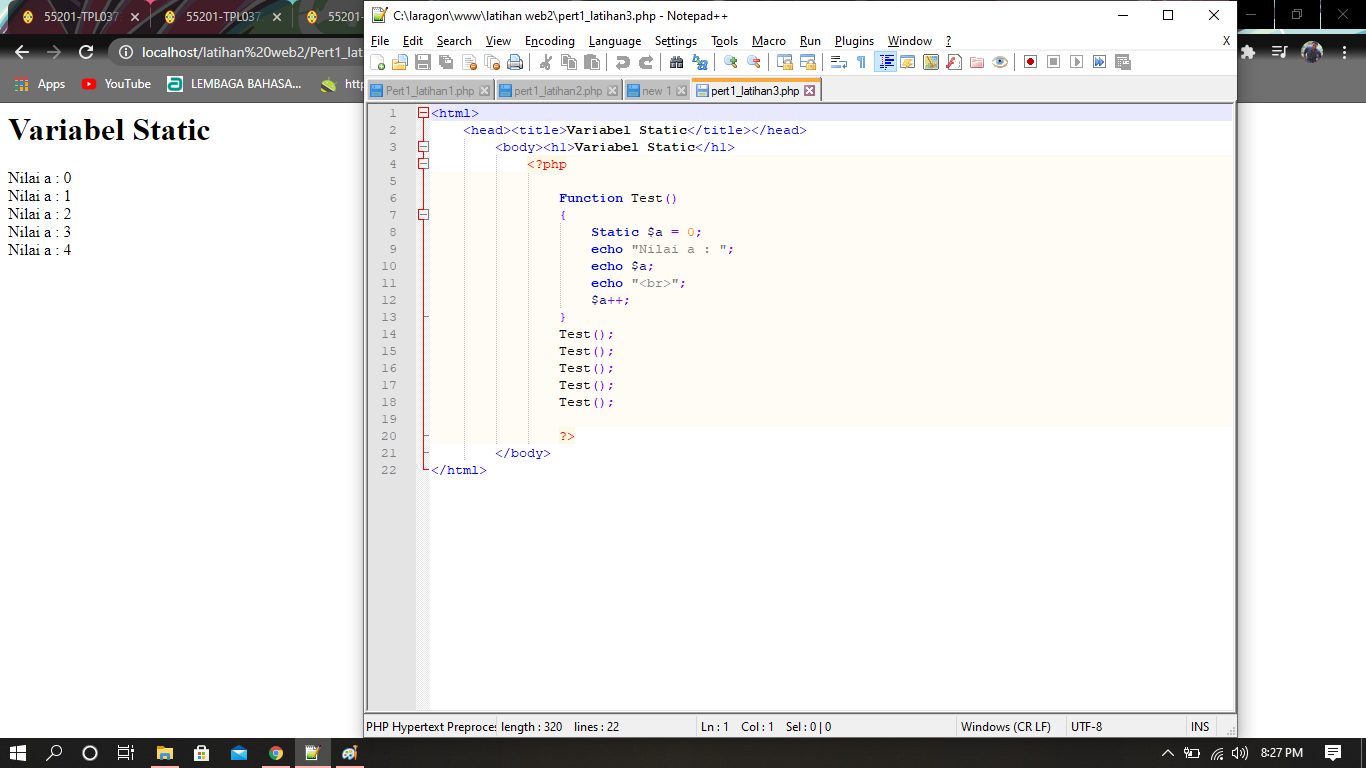 55201-TPL037
55201-TPL037
55201-
localhost/latihan%20web2/Pert1_lat
Apps
YouTube
LEMBAGA BAHASA...
http
Variabel Static
Nilai a : 0
Nilai a : 1
Nilai a : 2
Nilai a : 3
Nilai a : 4
C:\laragon\www\latihan web2\pert1_latihan3.php - Notepad++
File Edit Search View Encoding Language Settings Tools Macro Run Plugins Window ? X
Pert1_latihan1.php pert1_latihan2.php new 1 pert1_latihan3.php
1 <html>
2 <head><title>Variabel Static</title></head>
3 <body><h1>Variabel Static</h1>
4 <?php
5
6 Function Test()
7 {
8 Static $a = 0;
9 echo "Nilai a : ";
10 echo $a;
11 echo "<br>";
12 $a++;
13 }
14 Test();
15 Test();
16 Test();
17 Test();
18 Test();
19
20 ?>
21 </body>
22 </html>
PHP Hypertext Preproces length : 320 lines : 22 Ln : 1 Col : 1 Sel : 0 | 0 Windows (CR LF) UTF-8 INS
8:27 PM